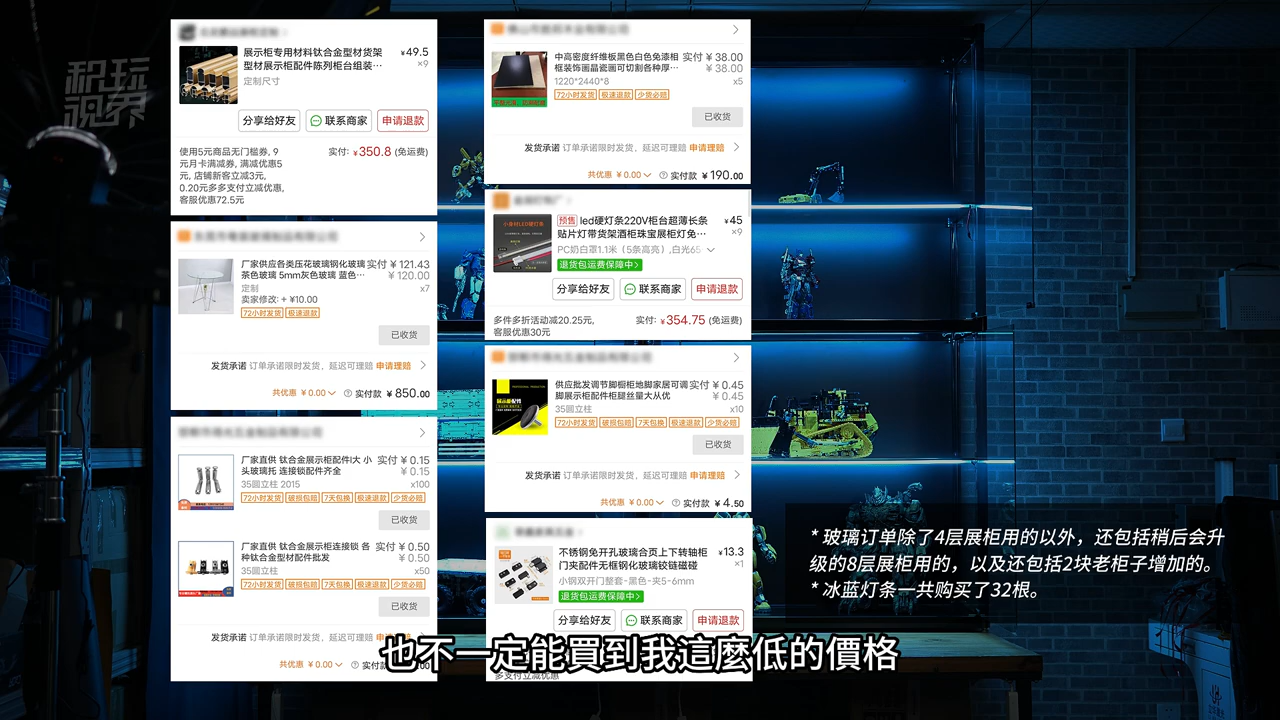 积玩
视界
展示柜专用材料钛合金型材货架
型材展示柜配件陈列柜台组装…
¥49.5
×9
定制尺寸
分享给好友
联系商家
申请退款
使用5元商品无门槛券, 9
元月卡满减券, 满减优惠5
元, 店铺新客立减3元,
0.20元多多支付立减优惠,
客服优惠72.5元
实付: ¥350.8 (免运费)
厂家供应各类压花玻璃钢化玻璃
茶色玻璃 5mm灰色玻璃 蓝色…
实付 ¥121.43
¥120.00
定制
x7
卖家修改: + ¥10.00
72小时发货 极速退款
已收货
发货承诺 订单承诺限时发货，延迟可理赔 申请理赔
共优惠 ¥0.00 实付款 ¥850.00
厂家直供 钛合金展示柜配件大 小
头玻璃托 连接锁配件齐全
实付 ¥0.15
¥0.15
35圆立柱 2015
x100
72小时发货 破损包赔 7天包换 极速退款 少货必赔
已收货
厂家直供 钛合金展示柜连接锁 各
种钛合金型材配件批发
实付 ¥0.50
¥0.50
35圆立柱
x50
72小时发货 破损包赔 7天包换 极速退款 少货必赔
已收货
发货承诺 订单承诺限时发货，延迟可理赔
共优惠 ¥0.00
中高密度纤维板黑色白色免漆相
框装饰画晶瓷画可切割各种厚…
实付 ¥38.00
¥38.00
1220*2440*8
x5
72小时发货 极速退款 少货必赔
已收货
发货承诺 订单承诺限时发货，延迟可理赔 申请理赔
共优惠 ¥0.00 实付款 ¥190.00
预售 led硬灯条220V柜台超薄长条
贴片灯带货架酒柜珠宝展柜灯免…
¥45
×9
PC奶白罩1.1米（5条高亮）,白光65
退货包运费保障中
分享给好友
联系商家
申请退款
多件多折活动减20.25元,
客服优惠30元
实付: ¥354.75 (免运费)
供应批发调节脚橱柜地脚家居可调
脚展示柜配件柜腿丝量大从优
实付 ¥0.45
¥0.45
35圆立柱
x10
72小时发货 破损包赔 7天包换 极速退款 少货必赔
已收货
发货承诺 订单承诺限时发货，延迟可理赔 申请理赔
共优惠 ¥0.00 实付款 ¥4.50
不锈钢免开孔玻璃合页上下转轴柜
门夹配件无框钢化玻璃铰链磁碰
¥13.3
×1
小钢双开门整套-黑色-夹5-6mm
退货包运费保障中
分享给好友
联系商家
申请退款
多支付立减优惠
* 玻璃订单除了4层展柜用的以外，还包括稍后会升
级的8层展柜用的，以及还包括2块老柜子增加的。
* 冰蓝灯条一共购买了32根。
也不一定能買到我這麼低的價格